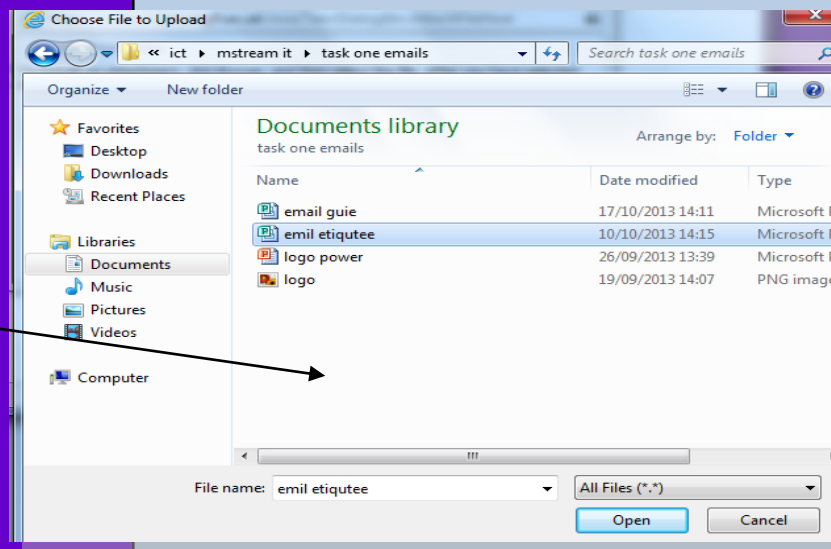 Choose File to Upload
« ict ▸ mstream it ▸ task one emails
Search task one emails
Organize
New folder
Favorites
Desktop
Downloads
Recent Places
Libraries
Documents
Music
Pictures
Videos
Computer
Documents library
task one emails
Arrange by: Folder
Name Date modified Type
email guie 17/10/2013 14:11 Microsoft
emil etiqutee 10/10/2013 14:15 Microsoft
logo power 26/09/2013 13:39 Microsoft
logo 19/09/2013 14:07 PNG image
File name: emil etiqutee All Files (*.*)
Open Cancel